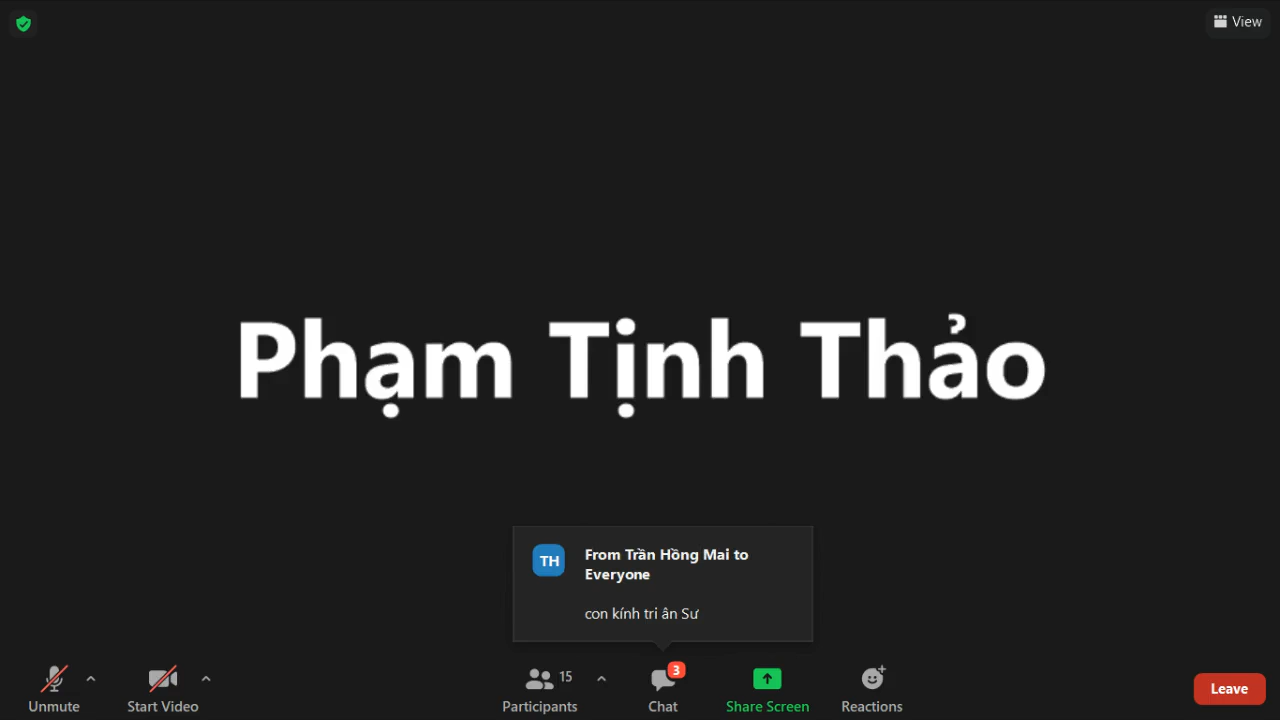 View
Phạm Tịnh Thảo
TH
From Trần Hồng Mai to
Everyone
con kính tri ân Sư
15
3
Unmute
Start Video
Participants
Chat
Share Screen
Reactions
Leave